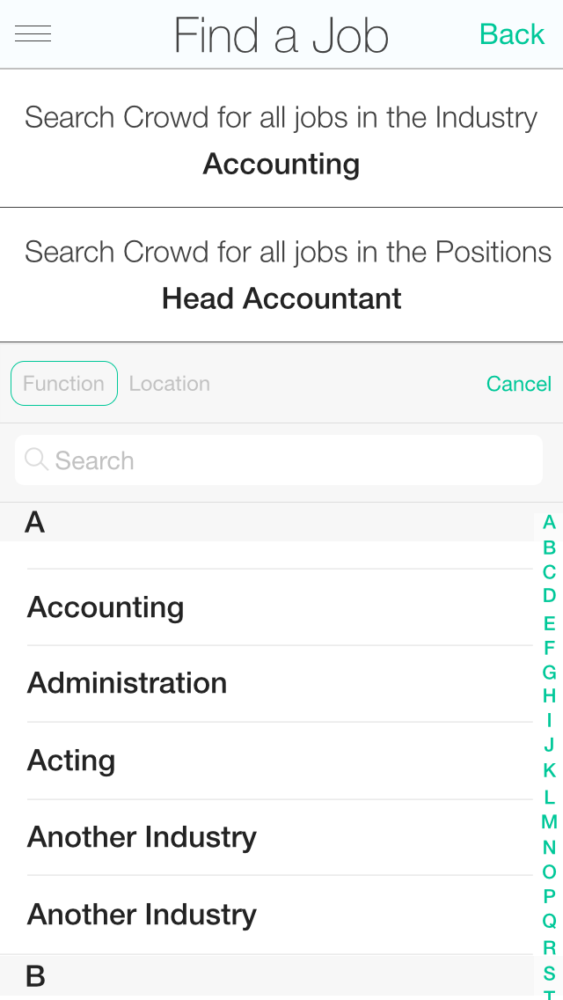 Find a Job
Back
Search Crowd for all jobs in the Industry
Accounting
Search Crowd for all jobs in the Positions
Head Accountant
Function
Location
Cancel
Search
A
Accounting
Administration
Acting
Another Industry
Another Industry
B
A
B
C
D
E
F
G
H
I
J
K
L
M
N
O
P
Q
R
S
T